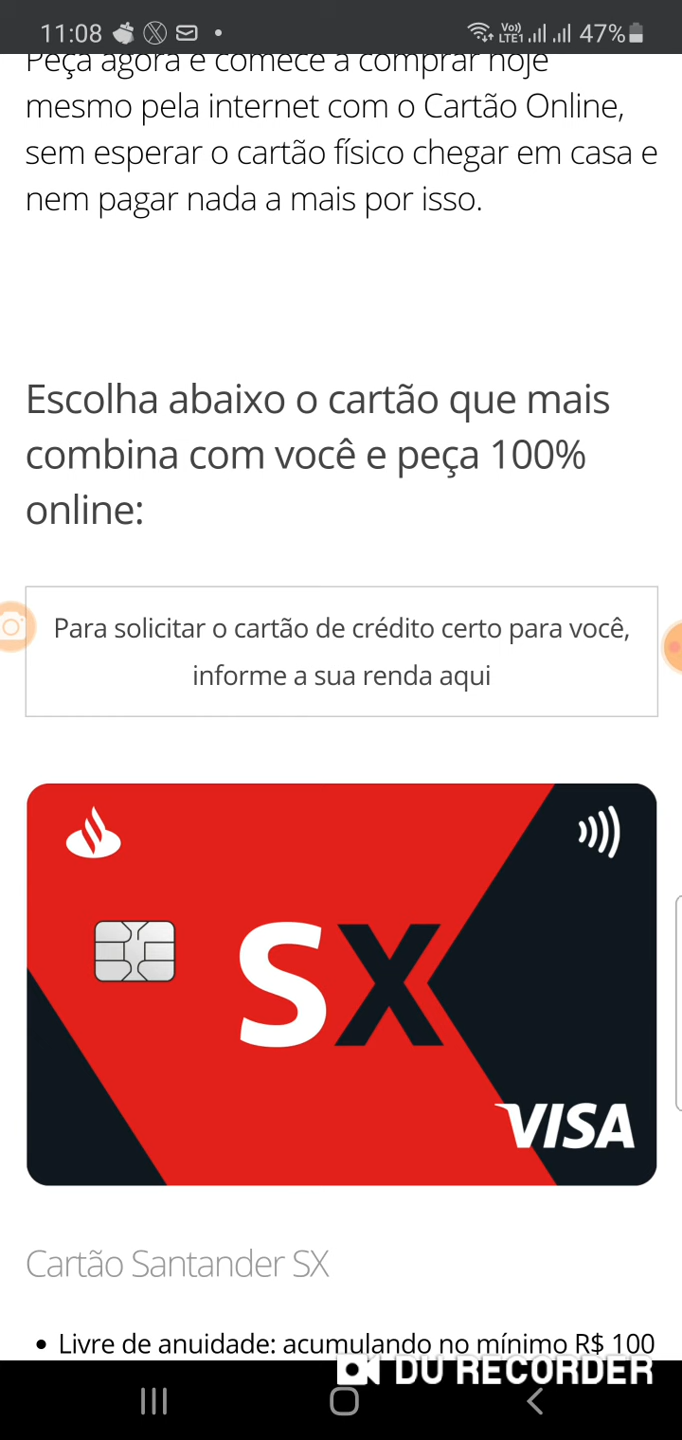 11:08
Vo)) LTE1 47%
Peça agora e comece a comprar hoje
mesmo pela internet com o Cartão Online,
sem esperar o cartão físico chegar em casa e
nem pagar nada a mais por isso.
Escolha abaixo o cartão que mais
combina com você e peça 100%
online:
Para solicitar o cartão de crédito certo para você,
informe a sua renda aqui
SX
VISA
Cartão Santander SX
• Livre de anuidade: acumulando no mínimo R$ 100
DU RECORDER